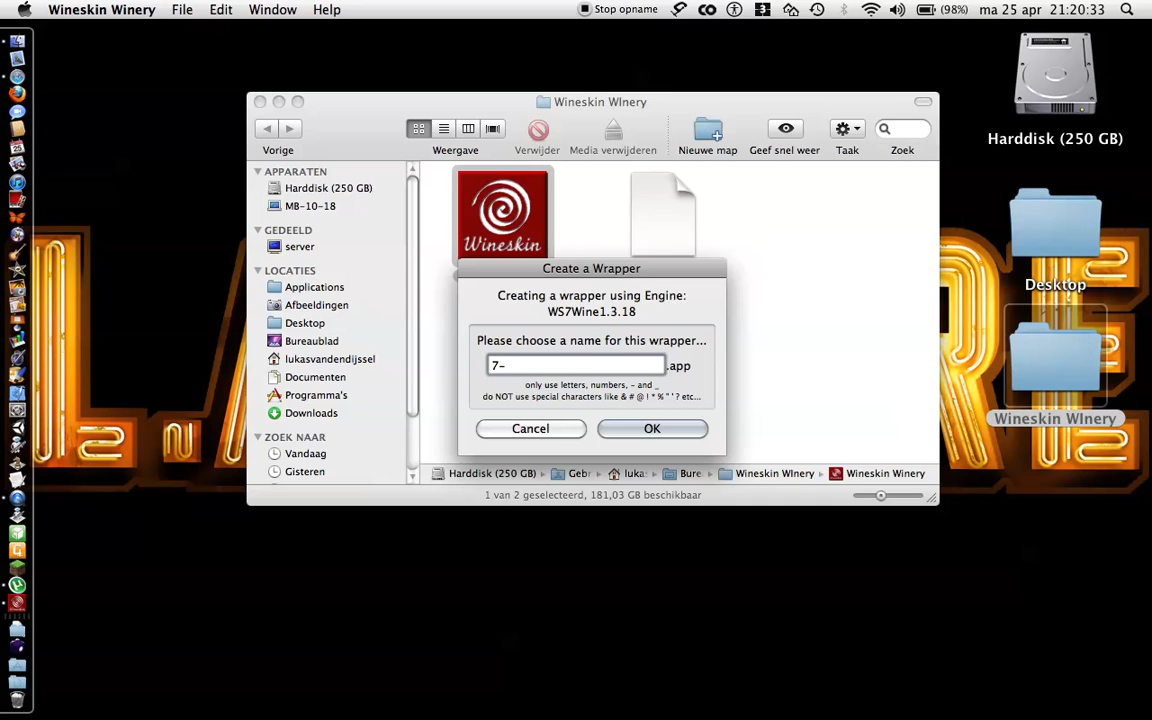 Wineskin Winery File Edit Window Help
Stop opname (98%) ma 25 apr 21:20:33
Wineskin WInery
Vorige Weergave Verwijder Media verwijderen Nieuwe map Geef snel weer Taak Zoek
APPARATEN
Harddisk (250 GB)
MB-10-18
GEDEELD
server
LOCATIES
Applications
Afbeeldingen
Desktop
Bureaublad
lukasvandendijssel
Documenten
Programma's
Downloads
ZOEK NAAR
Vandaag
Gisteren
Wineskin
Create a Wrapper
Creating a wrapper using Engine:
WS7Wine1.3.18
Please choose a name for this wrapper...
7- .app
only use letters, numbers, - and _
do NOT use special characters like & # @ ! * % " ' ? etc...
Cancel OK
Harddisk (250 GB) Geb lukas Bure Wineskin WInery Wineskin Winery
1 van 2 geselecteerd, 181,03 GB beschikbaar
Harddisk (250 GB)
Desktop
Wineskin WInery